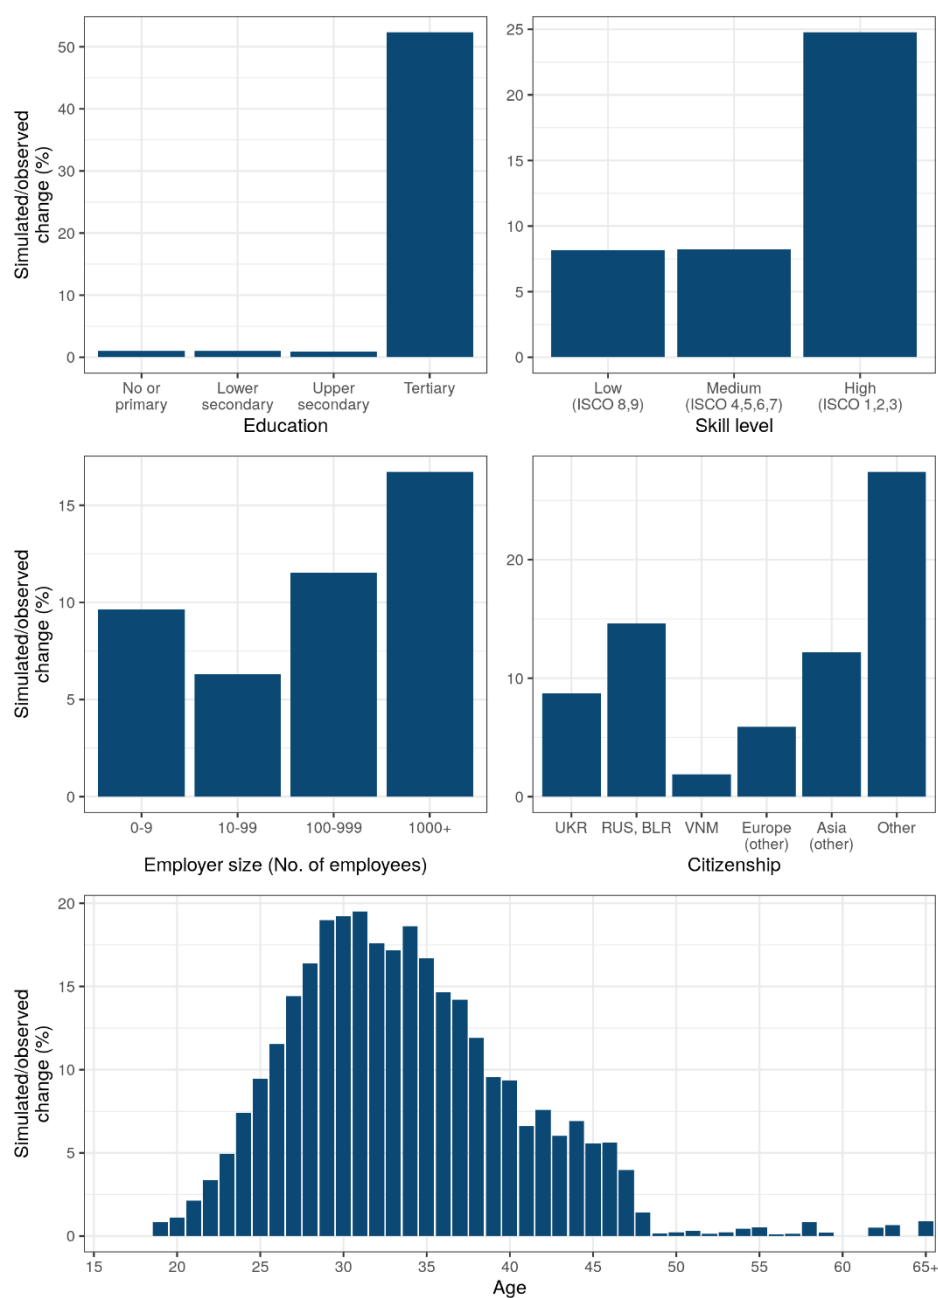 Simulated/observed
change (%)
50
40
30
20
10
0
No or
primary
Lower
secondary
Upper
secondary
Tertiary
Education
25
20
15
10
5
0
Low
(ISCO 8,9)
Medium
(ISCO 4,5,6,7)
High
(ISCO 1,2,3)
Skill level
Simulated/observed
change (%)
15
10
5
0
0-9
10-99
100-999
1000+
Employer size (No. of employees)
20
10
0
UKR
RUS, BLR
VNM
Europe
(other)
Asia
(other)
Other
Citizenship
Simulated/observed
change (%)
20
15
10
5
0
15
20
25
30
35
40
45
50
55
60
65+
Age